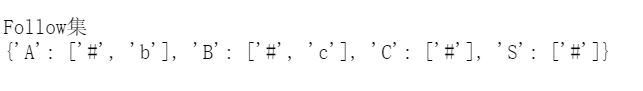 Follow集
{'A': ['#', 'b'], 'B': ['#', 'c'], 'C': ['#'], 'S': ['#']}